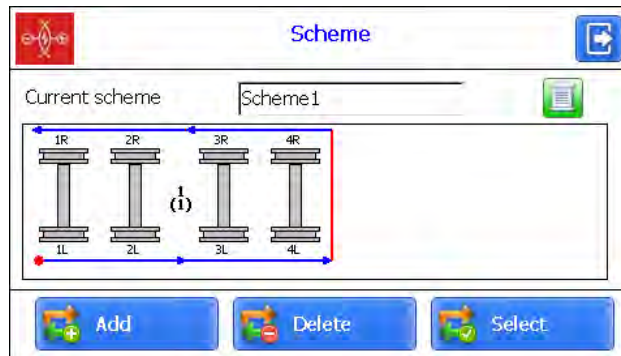 Scheme
Current scheme Scheme1
1R 2R 3R 4R
1
(1)
1L 2L 3L 4L
Add Delete Select